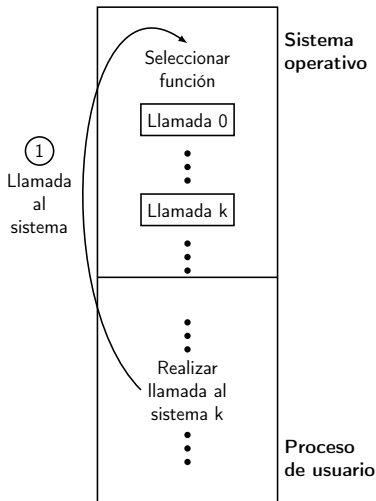 Sistema
operativo
Seleccionar
función
Llamada 0
1
Llamada
al
sistema
Llamada k
Realizar
llamada al
sistema k
Proceso
de usuario